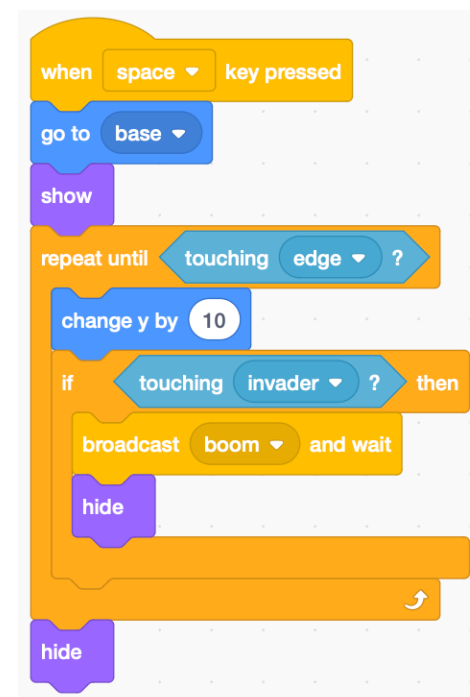 when space key pressed
go to base
show
repeat until touching edge ?
change y by 10
if touching invader ? then
broadcast boom and wait
hide
hide